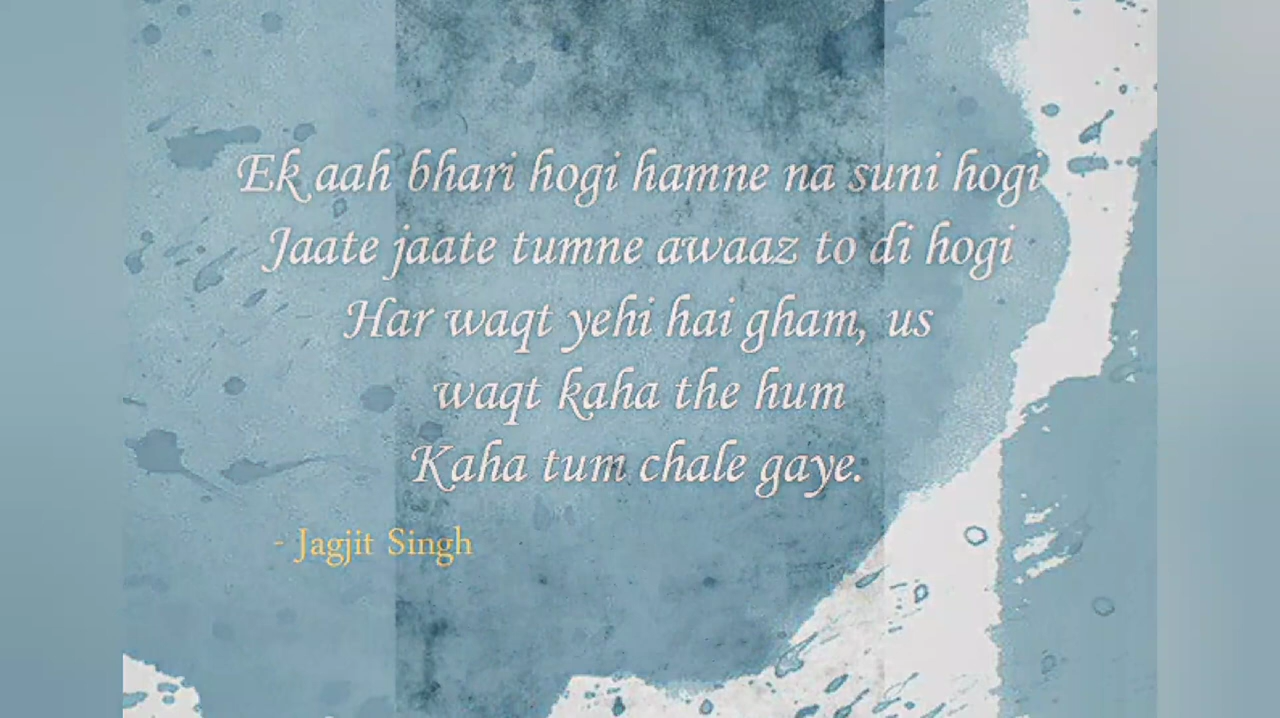 Ek aah bhari hogi hamne na suni hogi
Jaate jaate tumne awaaz to di hogi
Har waqt yehi hai gham, us
waqt kaha the hum
Kaha tum chale gaye.
- Jagjit Singh